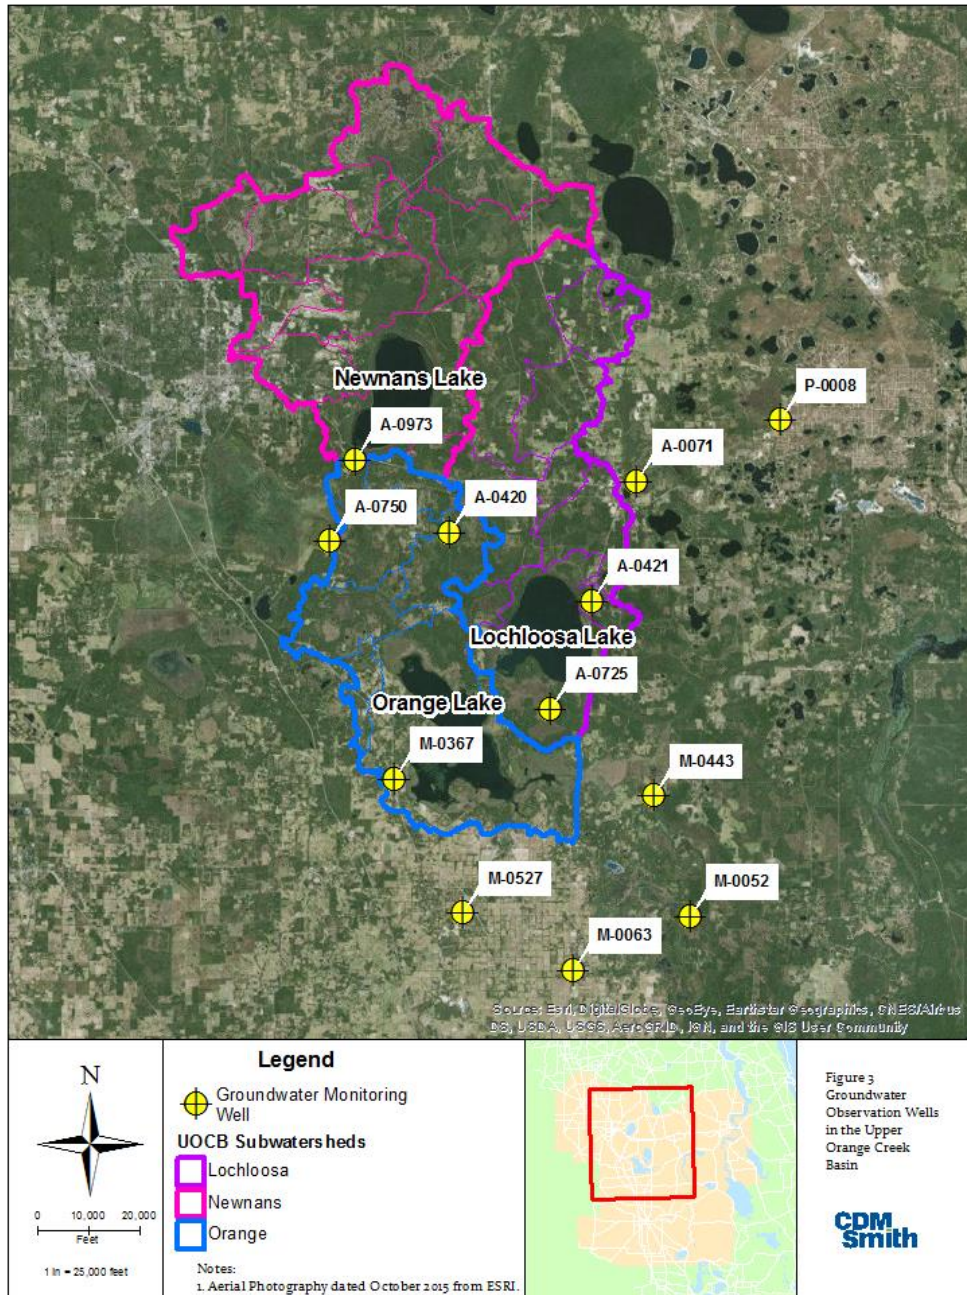 Newnans Lake
P-0008
A-0973
A-0071
A-0420
A-0750
A-0421
Lochloosa Lake
A-0725
Orange Lake
M-0367
M-0443
M-0527
M-0052
M-0063
Source: Esri, DigitalGlobe, GeoEye, Earthstar Geographics, CNES/Airbus
DS, USDA, USGS, AeroGRID, IGN, and the GIS User Community
N
0 10,000 20,000
Feet
1 in = 25,000 feet
Legend
Groundwater Monitoring
Well
UOCB Subwatersheds
Lochloosa
Newnans
Orange
Notes:
1. Aerial Photography dated October 2015 from ESRI.
Figure 3
Groundwater
Observation Wells
in the Upper
Orange Creek
Basin
CDM
Smith